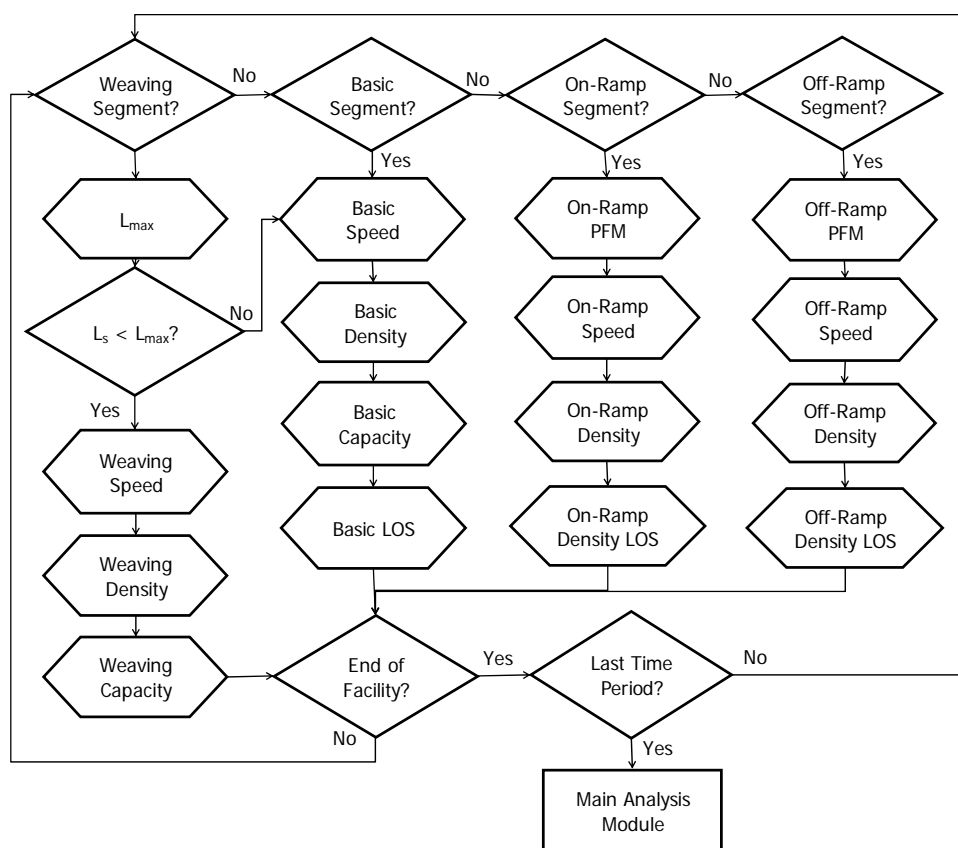 Weaving
Segment?
No
Basic
Segment?
No
On-Ramp
Segment?
No
Off-Ramp
Segment?
Yes
Yes
Yes
Lmax
Basic
Speed
On-Ramp
PFM
Off-Ramp
PFM
Ls < Lmax?
No
Basic
Density
On-Ramp
Speed
Off-Ramp
Speed
Yes
Basic
Capacity
On-Ramp
Density
Off-Ramp
Density
Weaving
Speed
Basic LOS
On-Ramp
Density LOS
Off-Ramp
Density LOS
Weaving
Density
Weaving
Capacity
End of
Facility?
Yes
Last Time
Period?
No
No
Yes
Main Analysis
Module